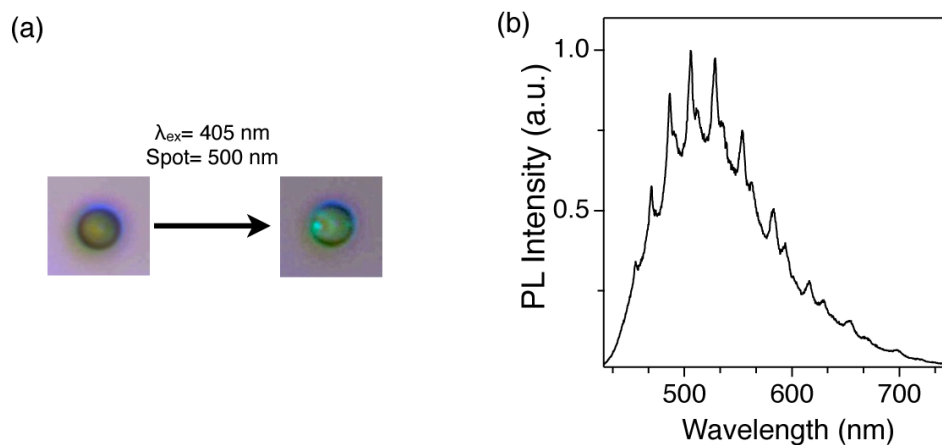 (a)
λex= 405 nm
Spot= 500 nm
(b)
PL Intensity (a.u.)
1.0
0.5
500
600
700
Wavelength (nm)